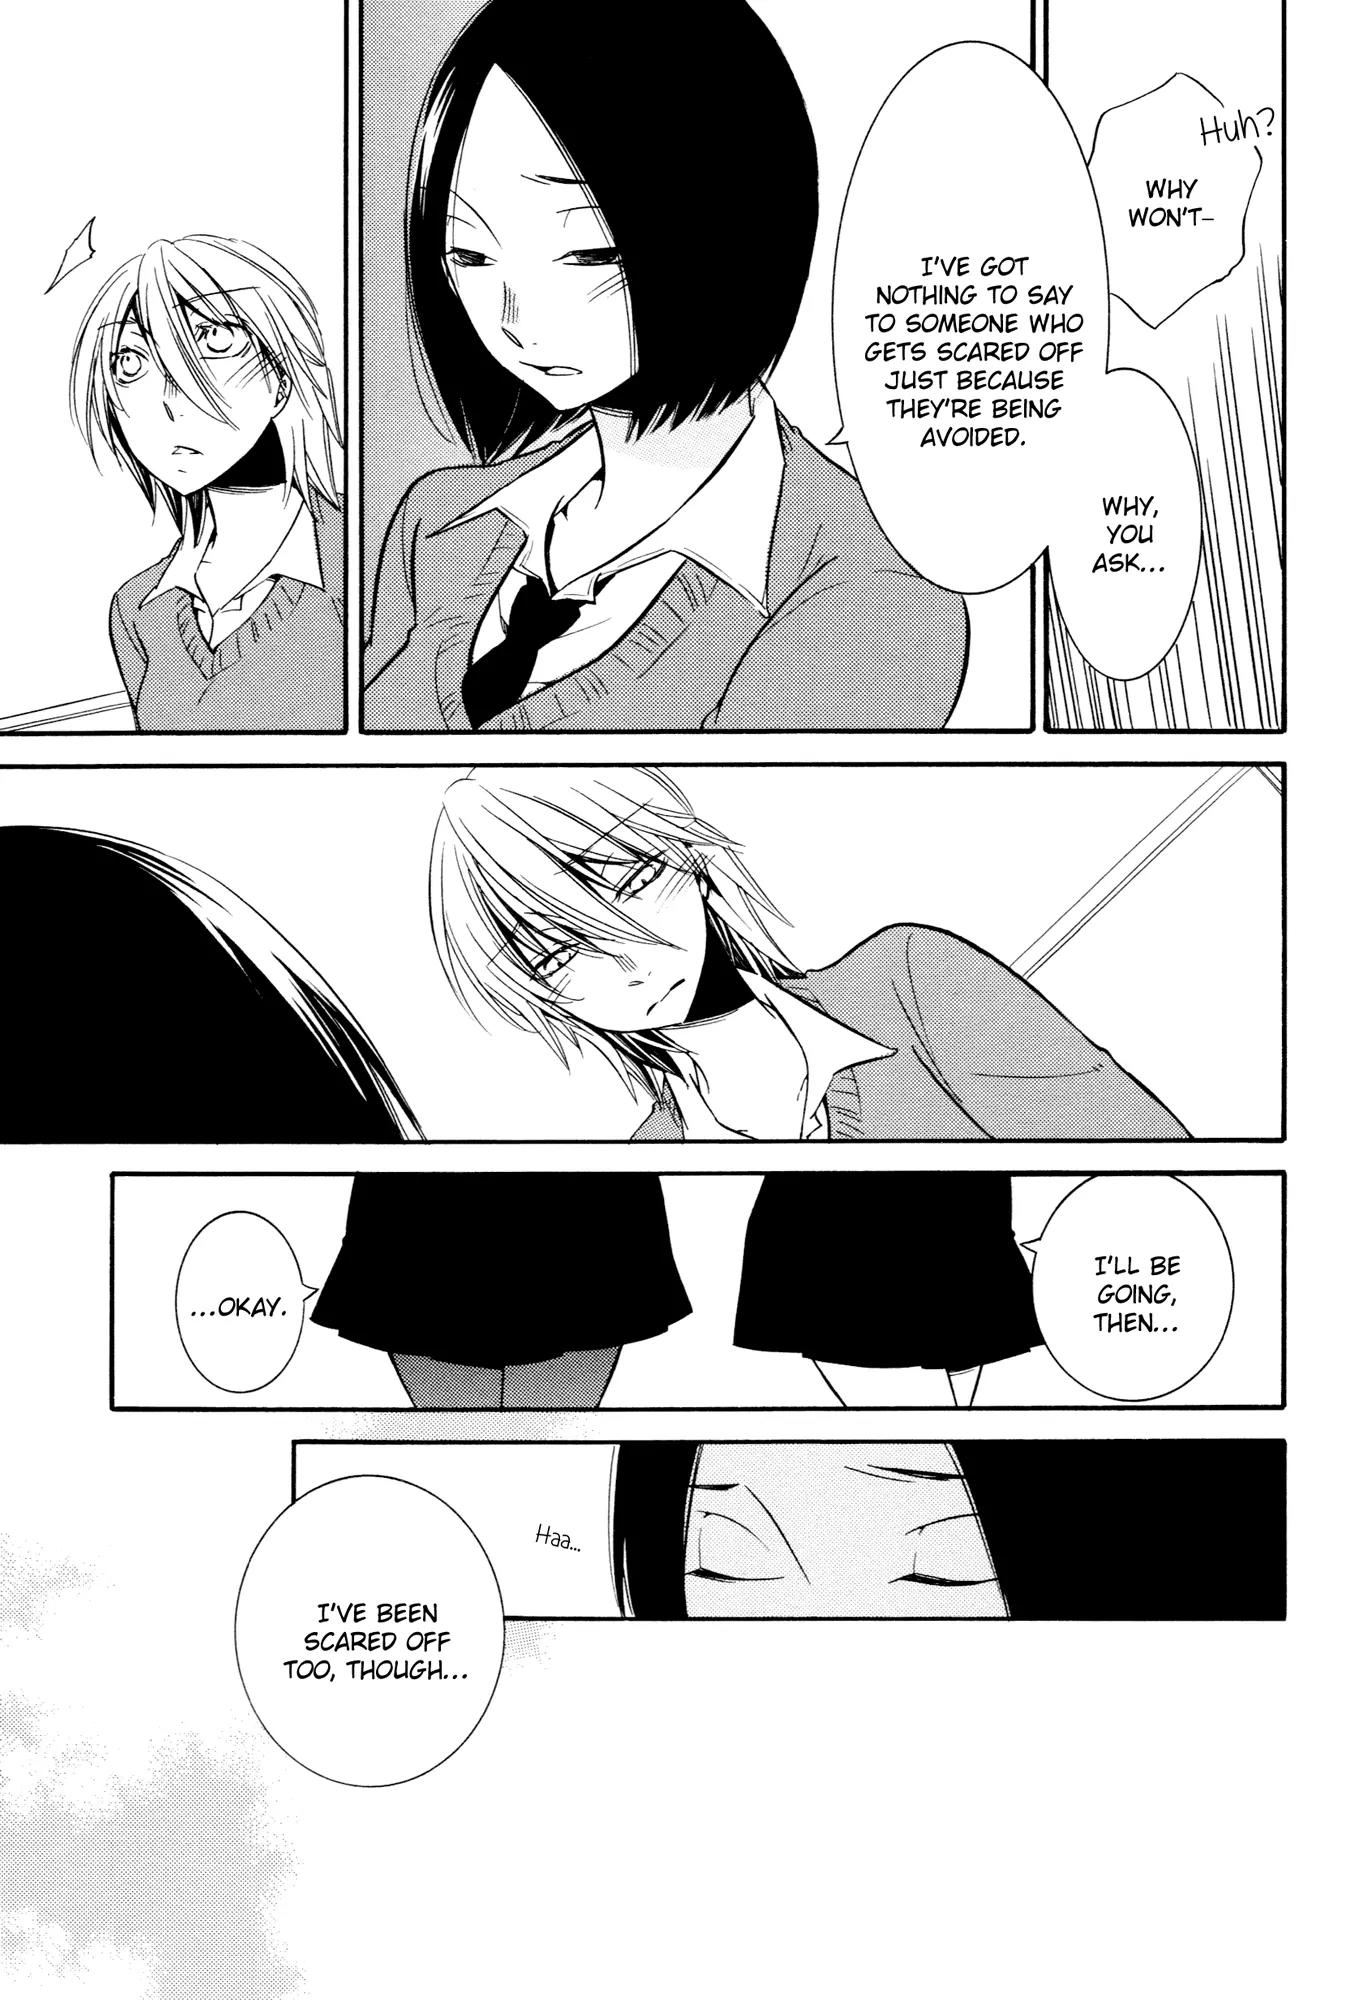 Huh?
WHY
WON'T-
WHY,
YOU
ASK...
I'VE GOT
NOTHING TO SAY
TO SOMEONE WHO
GETS SCARED OFF
JUST BECAUSE
THEY'RE BEING
AVOIDED.
I'LL BE
GOING,
THEN...
...OKAY.
Haa...
I'VE BEEN
SCARED OFF
TOO, THOUGH...